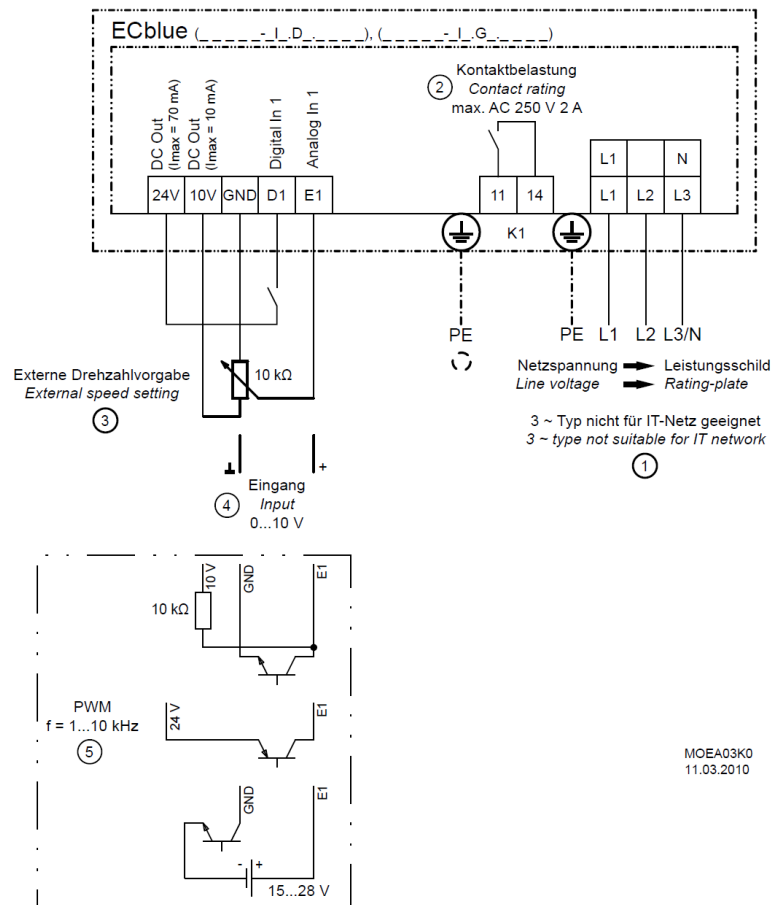 ECblue (_ _ _ _ _-_I_.D_._ _ _ _), (_ _ _ _ _-_I_.G_._ _ _ _)
DC Out
(Imax = 70 mA)
DC Out
(Imax = 10 mA)
Digital In 1
Analog In 1
2
Kontaktbelastung
Contact rating
max. AC 250 V 2 A
L1 N
24V 10V GND D1 E1 11 14 L1 L2 L3
K1
PE PE L1 L2 L3/N
10 kΩ
Externe Drehzahlvorgabe
External speed setting
3
Netzspannung Leistungsschild
Line voltage Rating-plate
3 ~ Typ nicht für IT-Netz geeignet
3 ~ type not suitable for IT network
1
+
4
Eingang
Input
0...10 V
10 V
GND
E1
10 kΩ
PWM
f = 1...10 kHz
5
24 V
E1
GND
E1
- +
15...28 V
MOEA03K0
11.03.2010